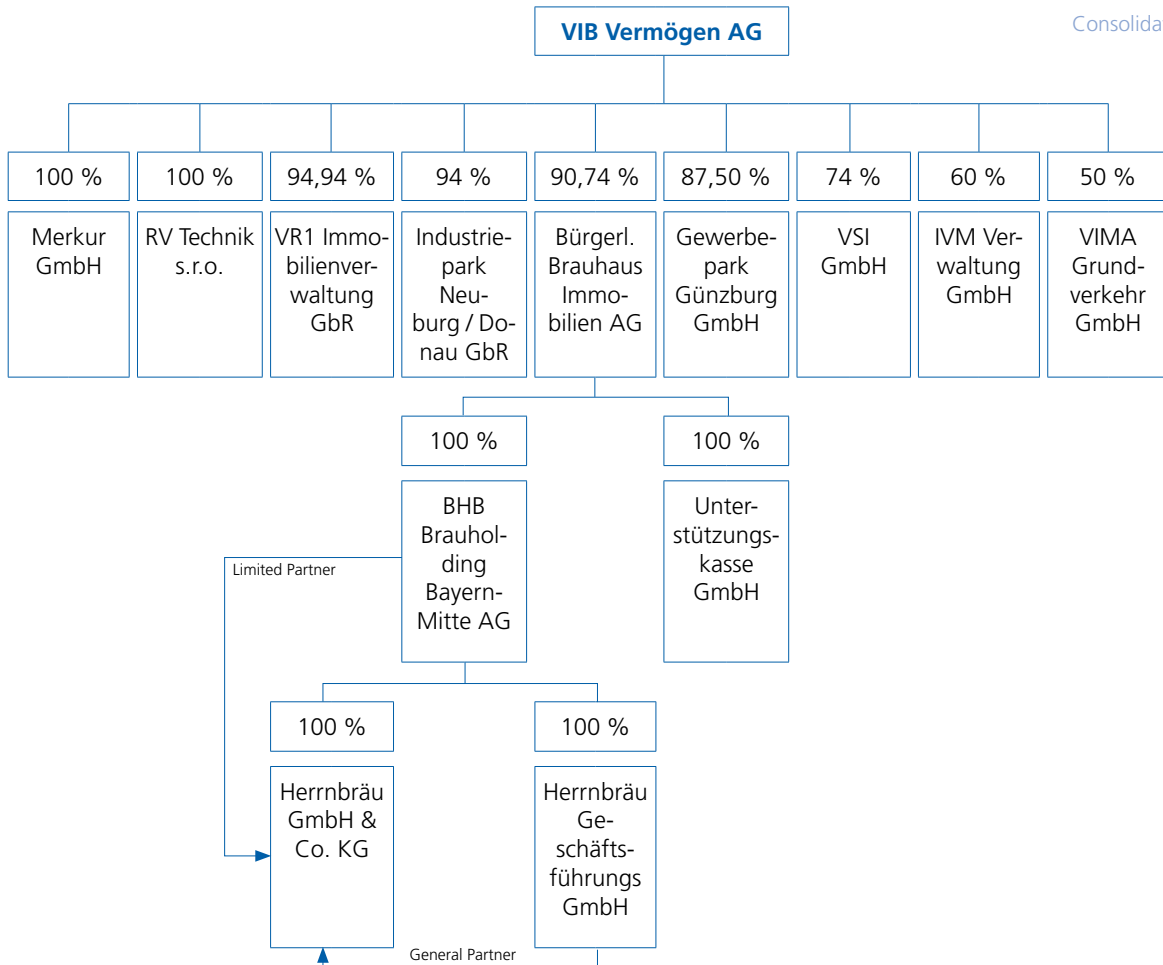 Consolida
VIB Vermögen AG
100 %
100 %
94,94 %
94 %
90,74 %
87,50 %
74 %
60 %
50 %
Merkur
GmbH
RV Technik
s.r.o.
VR1 Immo-
bilienver-
waltung
GbR
Industrie-
park
Neu-
burg / Do-
nau GbR
Bürgerl.
Brauhaus
Immo-
bilien AG
Gewerbe-
park
Günzburg
GmbH
VSI
GmbH
IVM Ver-
waltung
GmbH
VIMA
Grund-
verkehr
GmbH
100 %
100 %
BHB
Brauhol-
ding
Bayern-
Mitte AG
Unter-
stützungs-
kasse
GmbH
Limited Partner
100 %
100 %
Herrnbräu
GmbH &
Co. KG
Herrnbräu
Ge-
schäfts-
führungs
GmbH
General Partner